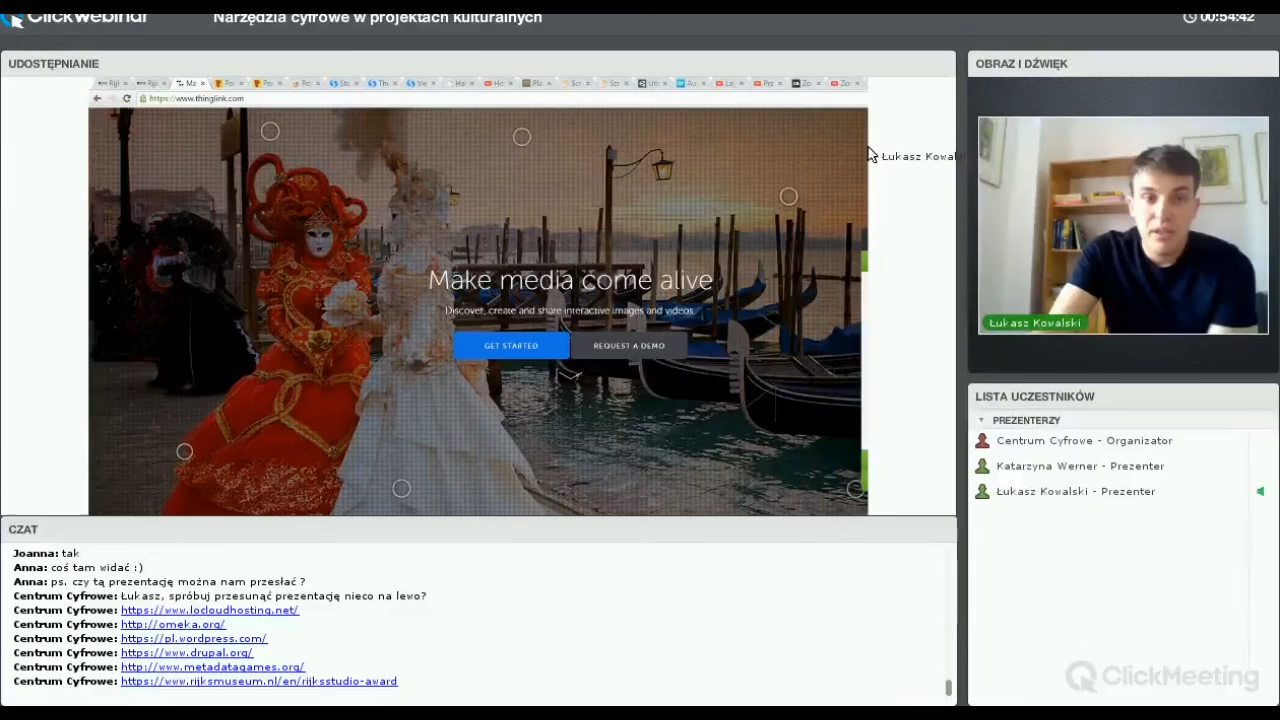 ClickWebinar
Narzędzia cyfrowe w projektach kulturalnych
00:54:42
UDOSTĘPNIANIE
https://www.thinglink.com
Make media come alive
Discover, create and share interactive images and videos.
GET STARTED
REQUEST A DEMO
Łukasz Kowal
OBRAZ I DŹWIĘK
Łukasz Kowalski
LISTA UCZESTNIKÓW
PREZENTERZY
Centrum Cyfrowe - Organizator
Katarzyna Werner - Prezenter
Łukasz Kowalski - Prezenter
CZAT
Joanna: tak
Anna: coś tam widać :)
Anna: ps. czy tą prezentację można nam przesłać ?
Centrum Cyfrowe: Łukasz, spróbuj przesunąć prezentację nieco na lewo?
Centrum Cyfrowe: https://www.locloudhosting.net/
Centrum Cyfrowe: http://omeka.org/
Centrum Cyfrowe: https://pl.wordpress.com/
Centrum Cyfrowe: https://www.drupal.org/
Centrum Cyfrowe: http://www.metadatagames.org/
Centrum Cyfrowe: https://www.rijksmuseum.nl/en/rijksstudio-award
ClickMeeting